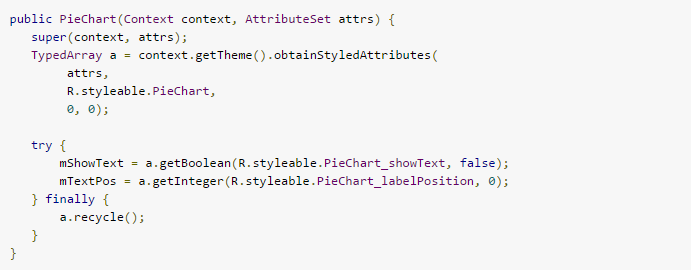 public PieChart(Context context, AttributeSet attrs) {
   super(context, attrs);
   TypedArray a = context.getTheme().obtainStyledAttributes(
        attrs,
        R.styleable.PieChart,
        0, 0);

   try {
       mShowText = a.getBoolean(R.styleable.PieChart_showText, false);
       mTextPos = a.getInteger(R.styleable.PieChart_labelPosition, 0);
   } finally {
       a.recycle();
   }
}